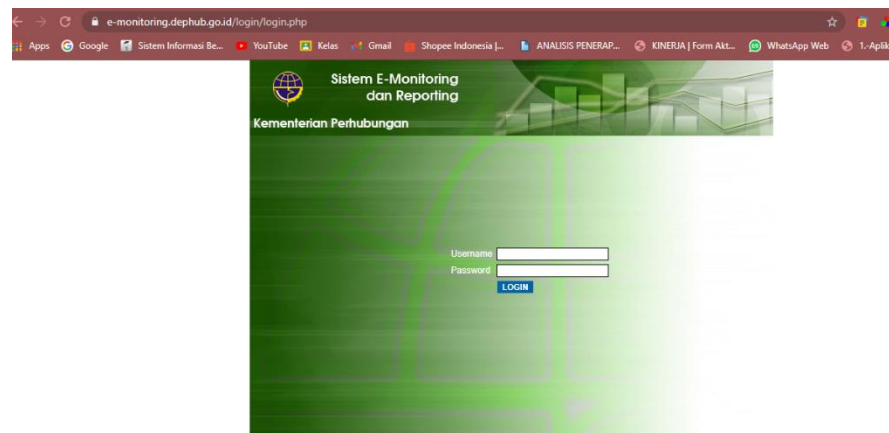 e-monitoring.dephub.go.id/login/login.php
Apps Google Sistem Informasi Be... YouTube Kelas Gmail Shopee Indonesia |... ANALISIS PENERAP... KINERJA | Form Akt... WhatsApp Web 1.-Aplik
Sistem E-Monitoring
dan Reporting
Kementerian Perhubungan
Username
Password
LOGIN